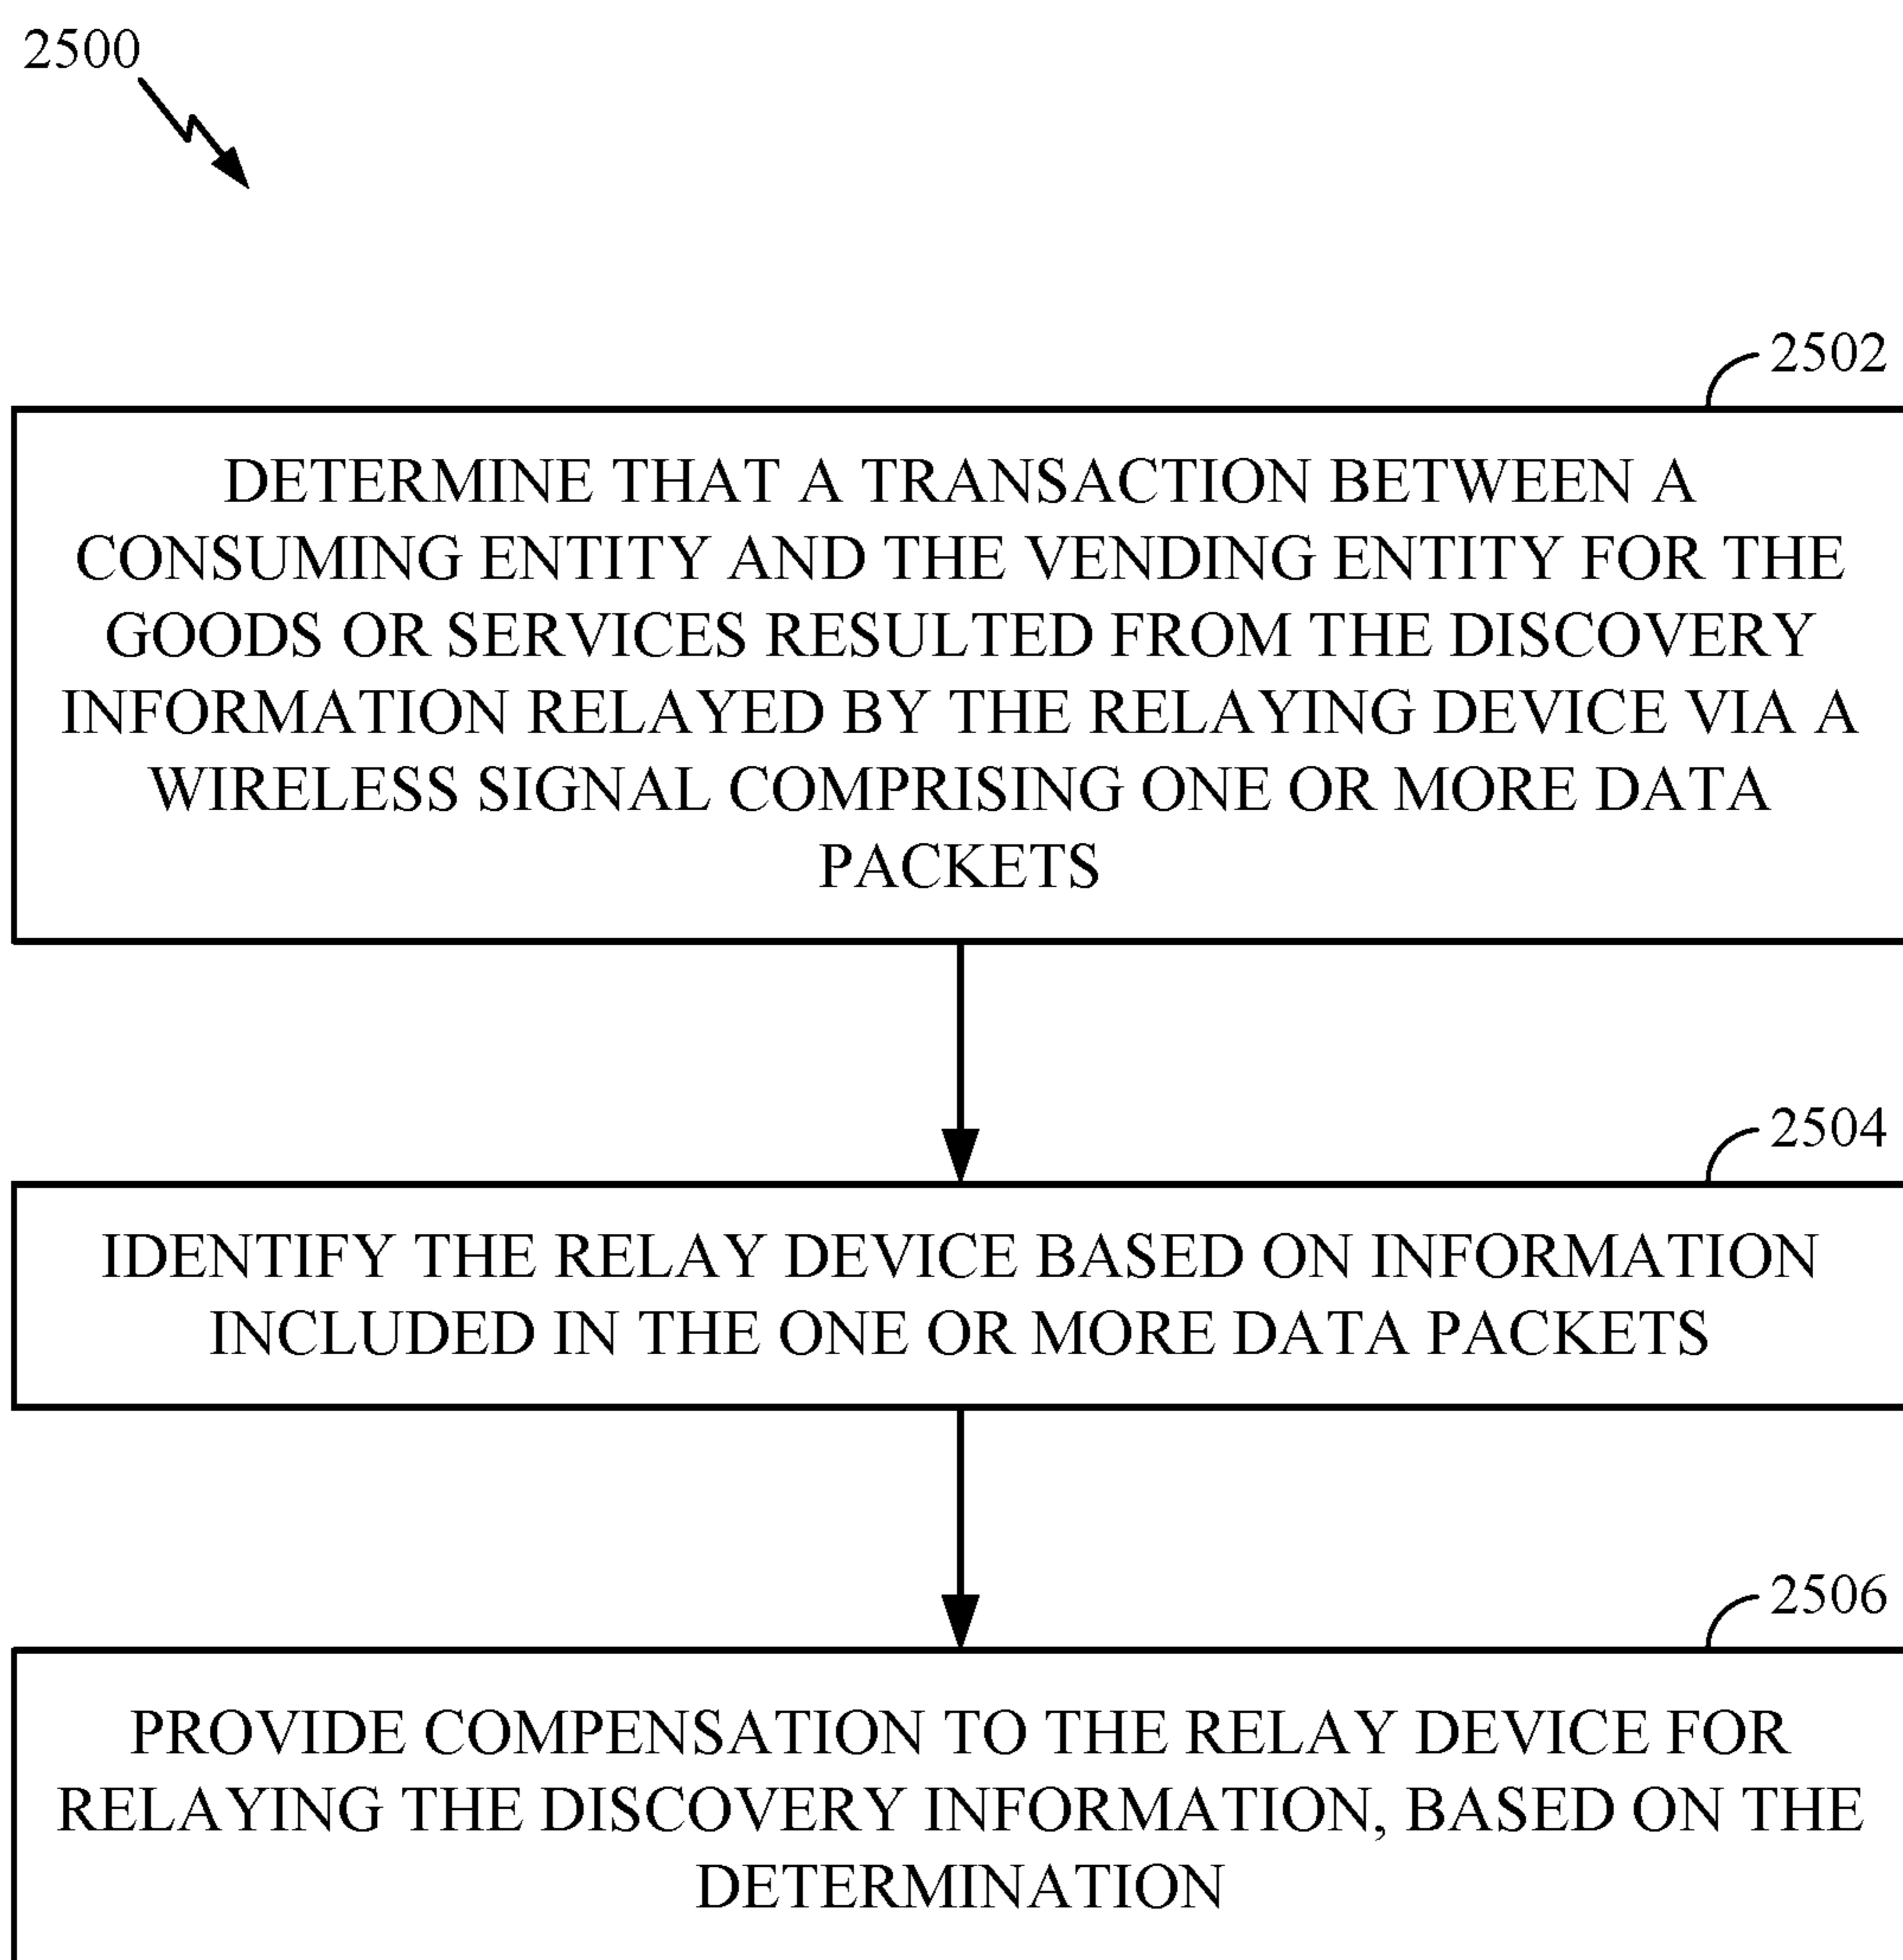 2500
2502
DETERMINE THAT A TRANSACTION BETWEEN A
CONSUMING ENTITY AND THE VENDING ENTITY FOR THE
GOODS OR SERVICES RESULTED FROM THE DISCOVERY
INFORMATION RELAYED BY THE RELAYING DEVICE VIA A
WIRELESS SIGNAL COMPRISING ONE OR MORE DATA
PACKETS
2504
IDENTIFY THE RELAY DEVICE BASED ON INFORMATION
INCLUDED IN THE ONE OR MORE DATA PACKETS
2506
PROVIDE COMPENSATION TO THE RELAY DEVICE FOR
RELAYING THE DISCOVERY INFORMATION, BASED ON THE
DETERMINATION